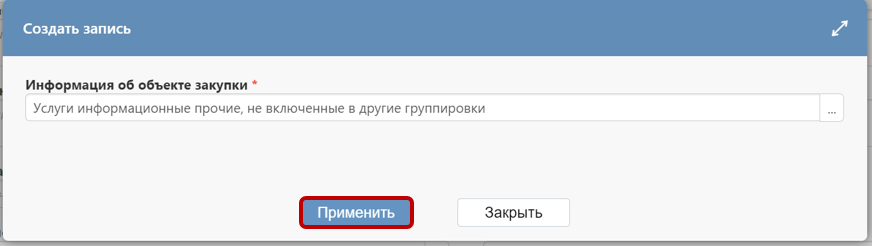 Создать запись
Информация об объекте закупки *
Услуги информационные прочие, не включенные в другие группировки
...
Применить
Закрыть